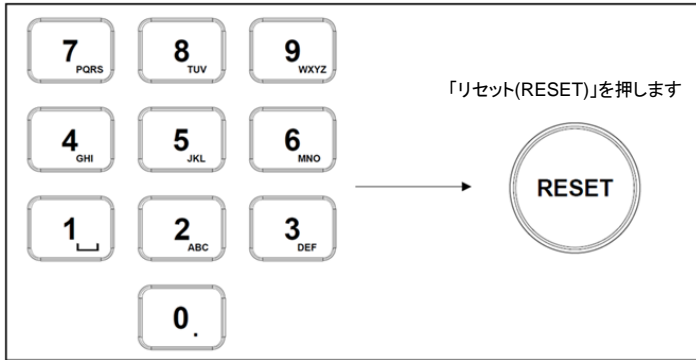 7 PQRS 8 TUV 9 WXYZ
「リセット(RESET)」を押します
4 GHI 5 JKL 6 MNO
RESET
1 2 ABC 3 DEF
0 .